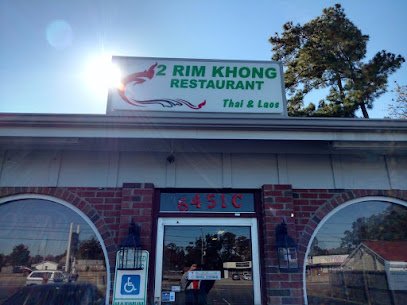 2 RIM KHONG
RESTAURANT
Thai & Laos
8451C